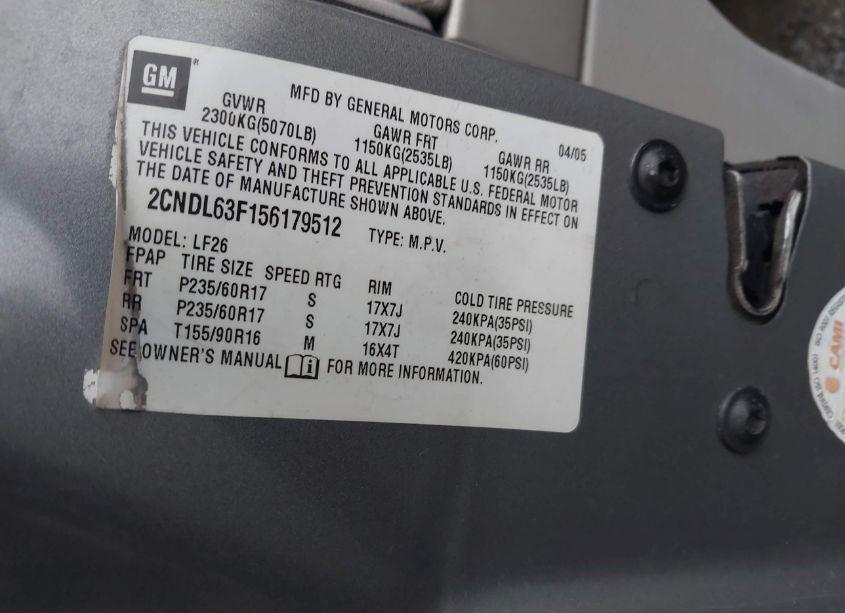 GM
MFD BY GENERAL MOTORS CORP. 04/05
GVWR GAWR FRT GAWR RR
2300KG(5070LB) 1150KG(2535LB) 1150KG(2535LB)
THIS VEHICLE CONFORMS TO ALL APPLICABLE U.S. FEDERAL MOTOR
VEHICLE SAFETY AND THEFT PREVENTION STANDARDS IN EFFECT ON
THE DATE OF MANUFACTURE SHOWN ABOVE.
2CNDL63F156179512 TYPE: M.P.V.
MODEL: LF26
FPAP TIRE SIZE SPEED RTG RIM COLD TIRE PRESSURE
FRT P235/60R17 S 17X7J 240KPA(35PSI)
RR P235/60R17 S 17X7J 240KPA(35PSI)
SPA T155/90R16 M 16X4T 420KPA(60PSI)
SEE OWNER'S MANUAL i FOR MORE INFORMATION.
CAMI